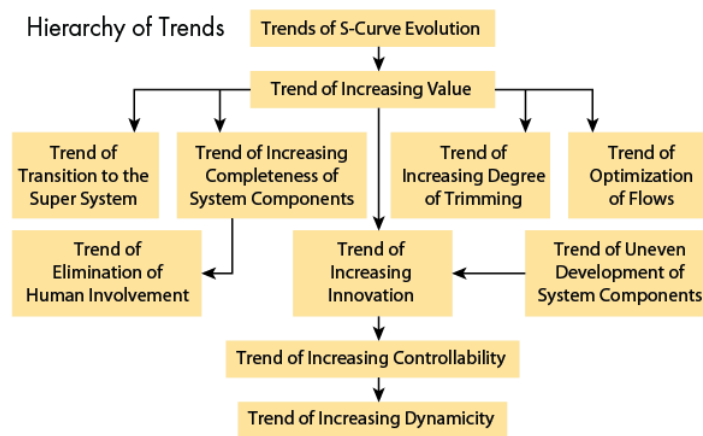 Hierarchy of Trends
Trends of S-Curve Evolution
Trend of Increasing Value
Trend of
Transition to the
Super System
Trend of Increasing
Completeness of
System Components
Trend of
Increasing Degree
of Trimming
Trend of
Optimization
of Flows
Trend of
Elimination of
Human Involvement
Trend of
Increasing
Innovation
Trend of Uneven
Development of
System Components
Trend of Increasing Controllability
Trend of Increasing Dynamicity